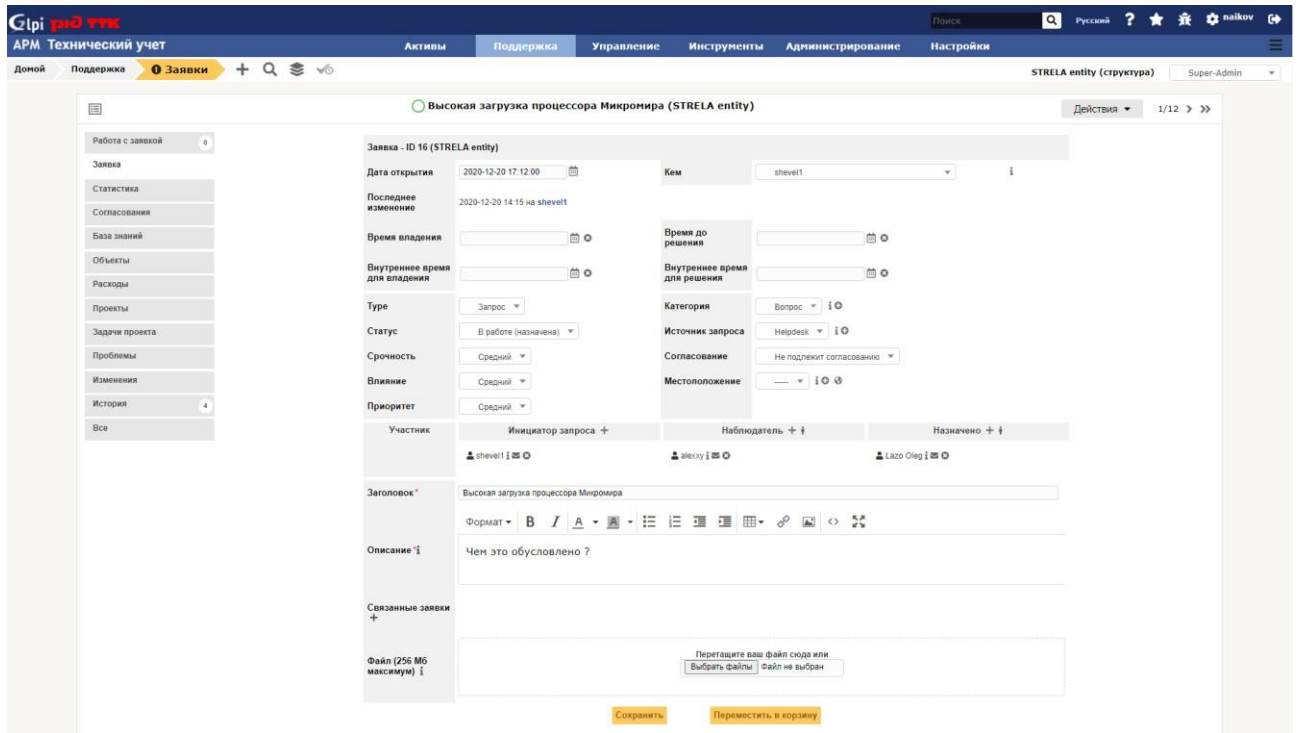 Glpi рид ттк
Поиск
Русский ? naikov
АРМ Технический учет
Активы Поддержка Управление Инструменты Администрирование Настройки
Домой Поддержка Заявки
STRELA entity (структура) Super-Admin
Высокая загрузка процессора Микромира (STRELA entity)
Действия 1/12 > >>
Работа с заявкой 0
Заявка
Статистика
Согласования
База знаний
Объекты
Расходы
Проекты
Задачи проекта
Проблемы
Изменения
История 4
Все
Заявка - ID 16 (STRELA entity)
Дата открытия 2020-12-20 17:12:00 Кем shevel1 i
Последнее
изменение
2020-12-20 14:15 на shevel1
Время владения
Время до
решения
Внутреннее время
для владения
Внутреннее время
для решения
Type Запрос Категория Вопрос i
Статус В работе (назначена) Источник запроса Helpdesk i
Срочность Средний Согласование Не подлежит согласованию
Влияние Средний Местоположение ---- i
Приоритет Средний
Участник Инициатор запроса + Наблюдатель + Назначено +
shevel1 i alexxy i Lazo Oleg i
Заголовок * Высокая загрузка процессора Микромира
Формат B I A A
Описание * i Чем это обусловлено ?
Связанные заявки
+
Файл (256 Мб
максимум) i
Перетащите ваш файл сюда или
Выбрать файлы Файл не выбран
Сохранить Переместить в корзину